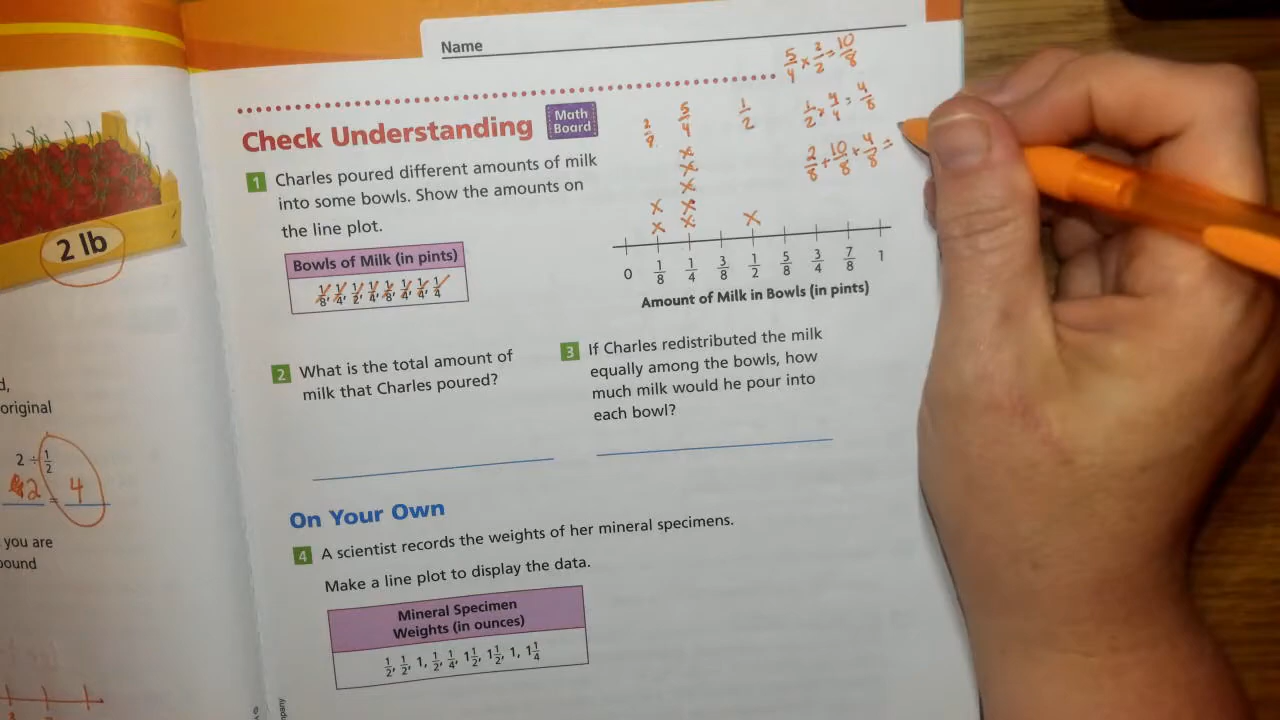 2 lb
d,
original
2 ÷ 1/2
2 = 4
you are
Name
5/4 × 2/2 = 10/8
Check Understanding
Math
Board
2/8
5/4
1/2
1/2 × 4/4 = 4/8
2/8 + 10/8 + 4/8 =
1 Charles poured different amounts of milk
into some bowls. Show the amounts on
the line plot.
Bowls of Milk (in pints)
1/8, 1/4, 1/2, 1/4, 1/8, 1/4, 1/4, 1/4
x
x
x
x x
x x x
0 1/8 1/4 3/8 1/2 5/8 3/4 7/8 1
Amount of Milk in Bowls (in pints)
2 What is the total amount of
milk that Charles poured?
3 If Charles redistributed the milk
equally among the bowls, how
much milk would he pour into
each bowl?
On Your Own
4 A scientist records the weights of her mineral specimens.
Make a line plot to display the data.
Mineral Specimen
Weights (in ounces)
1/2, 1/2, 1, 1/2, 1/4, 1 1/2, 1 1/2, 1, 1 1/4